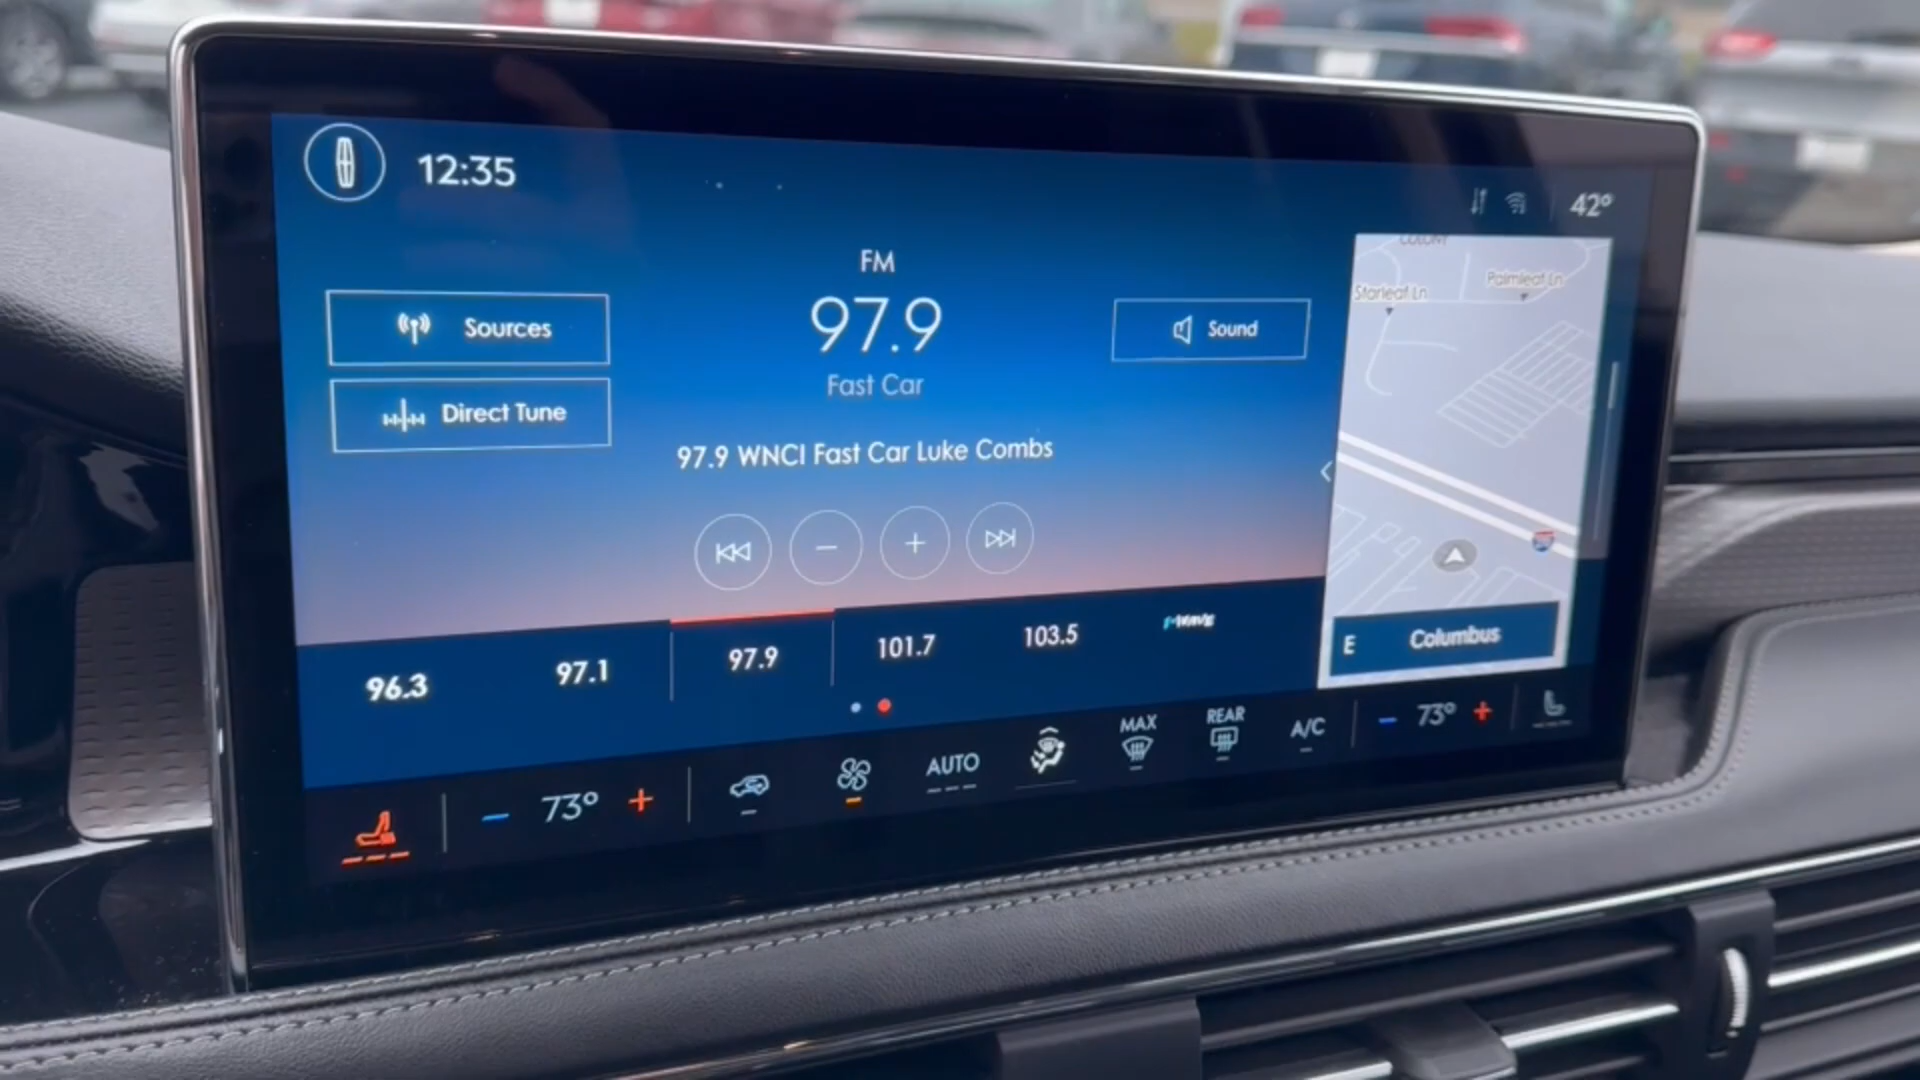 12:35
42°
FM
97.9
Fast Car
Sources
Direct Tune
Sound
97.9 WNCI Fast Car Luke Combs
COLONY
Palmleaf Ln
Starleaf Ln
E Columbus
96.3
97.1
97.9
101.7
103.5
73°
AUTO
MAX
REAR
A/C
73°